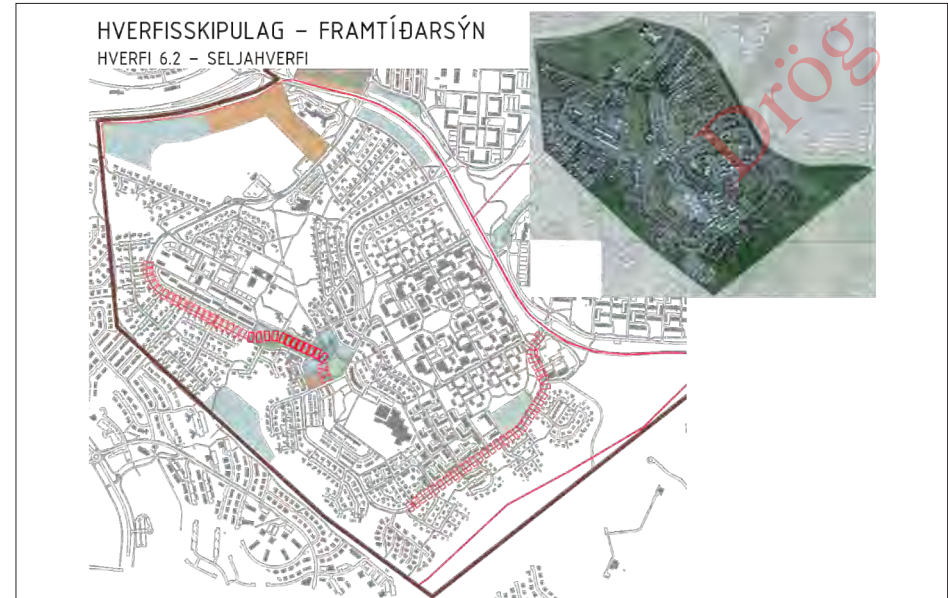 HVERFISSKIPULAG – FRAMTÍÐARSÝN
HVERFI 6.2 – SELJAHVERFI
Drög